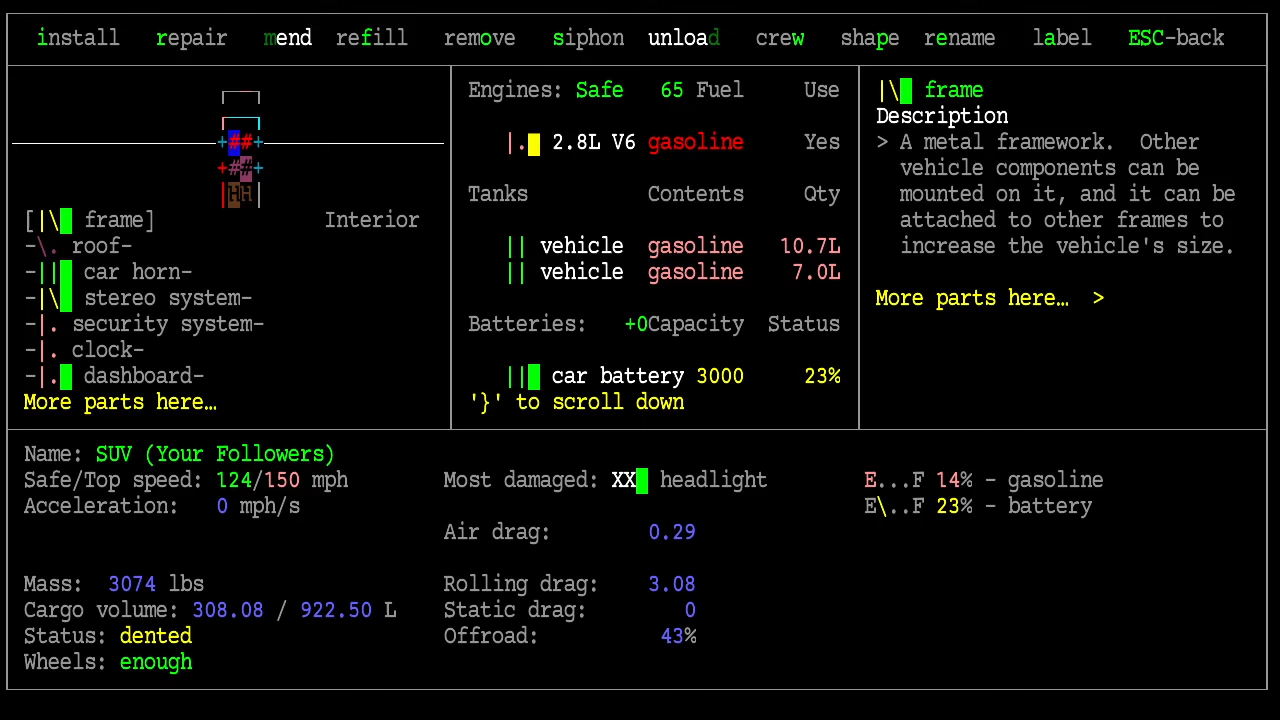 install repair mend refill remove siphon unload crew shape rename label ESC-back
[|\ frame] Interior
-\. roof-
-|| car horn-
-|\ stereo system-
-|. security system-
-|. clock-
-|. dashboard-
More parts here…
Engines: Safe 65 Fuel Use
|. 2.8L V6 gasoline Yes
Tanks Contents Qty
|| vehicle gasoline 10.7L
|| vehicle gasoline 7.0L
Batteries: +0Capacity Status
|| car battery 3000 23%
'}' to scroll down
|\ frame
Description
> A metal framework. Other
vehicle components can be
mounted on it, and it can be
attached to other frames to
increase the vehicle's size.
More parts here… >
Name: SUV (Your Followers)
Safe/Top speed: 124/150 mph
Acceleration: 0 mph/s
Mass: 3074 lbs
Cargo volume: 308.08 / 922.50 L
Status: dented
Wheels: enough
Most damaged: XX headlight
Air drag: 0.29
Rolling drag: 3.08
Static drag: 0
Offroad: 43%
E...F 14% - gasoline
E\..F 23% - battery